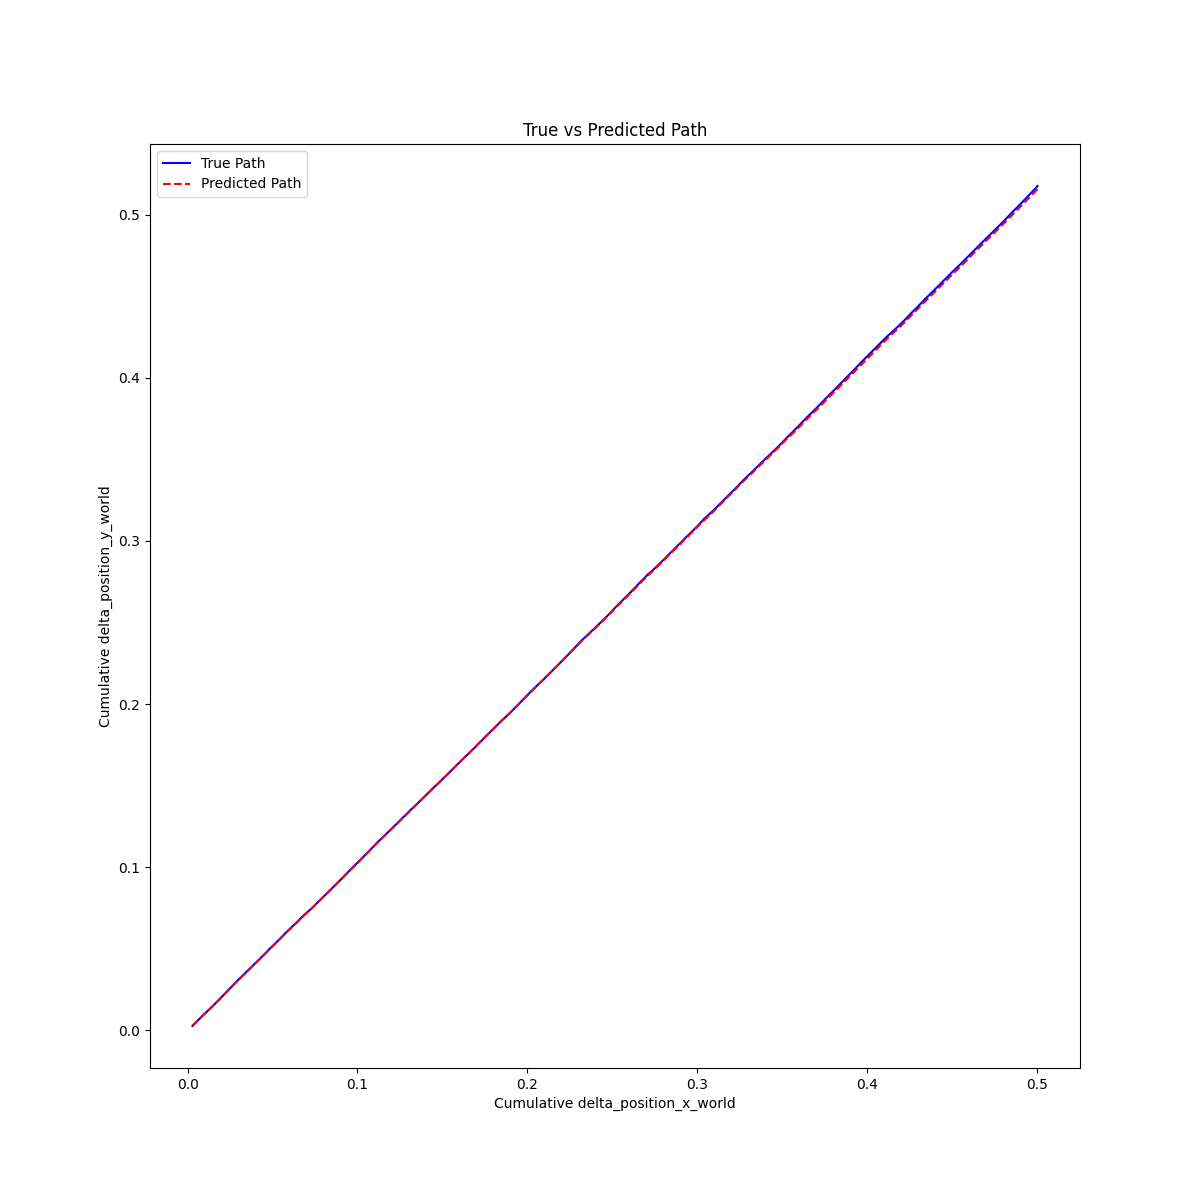 True vs Predicted Path
True Path
Predicted Path
0.5
0.4
0.3
0.2
0.1
0.0
Cumulative delta_position_y_world
0.0 0.1 0.2 0.3 0.4 0.5
Cumulative delta_position_x_world